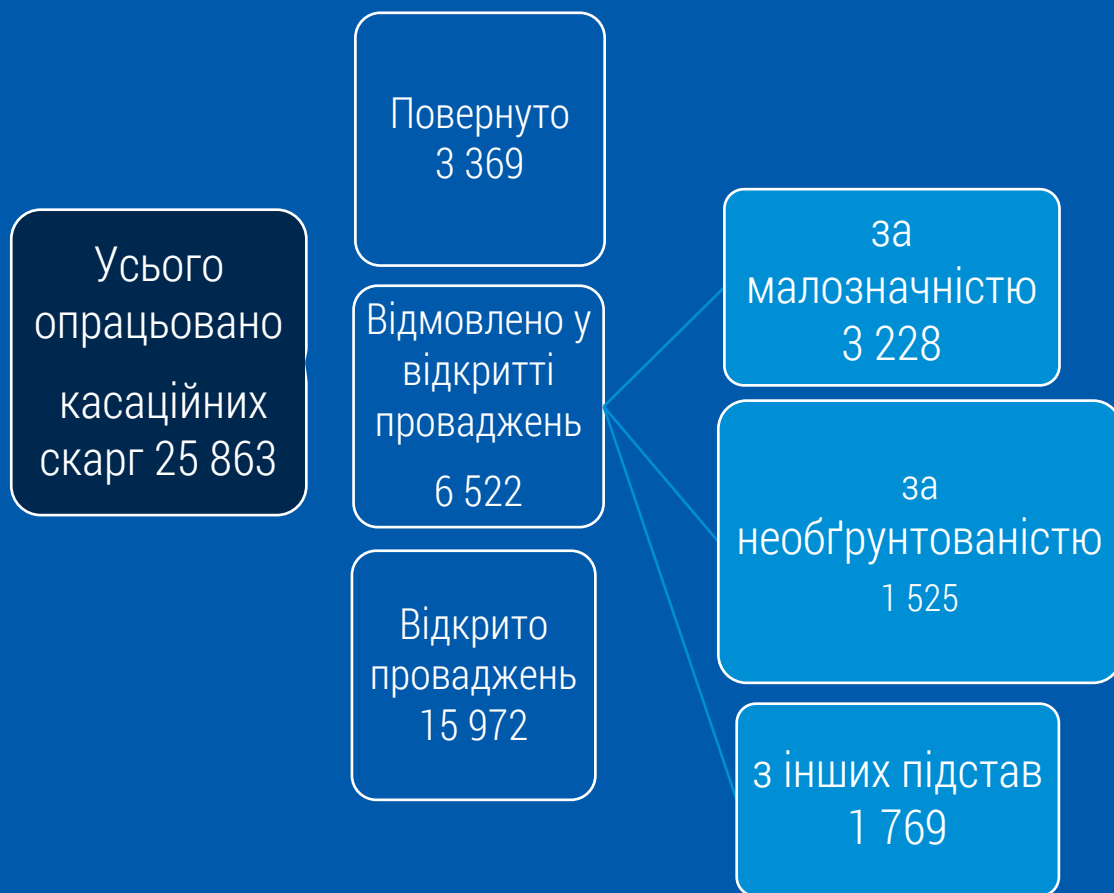 Усього
опрацьовано
касаційних
скарг 25 863
Повернуто
3 369
Відмовлено у
відкритті
проваджень
6 522
Відкрито
проваджень
15 972
за
малозначністю
3 228
за
необґрунтованістю
1 525
з інших підстав
1 769